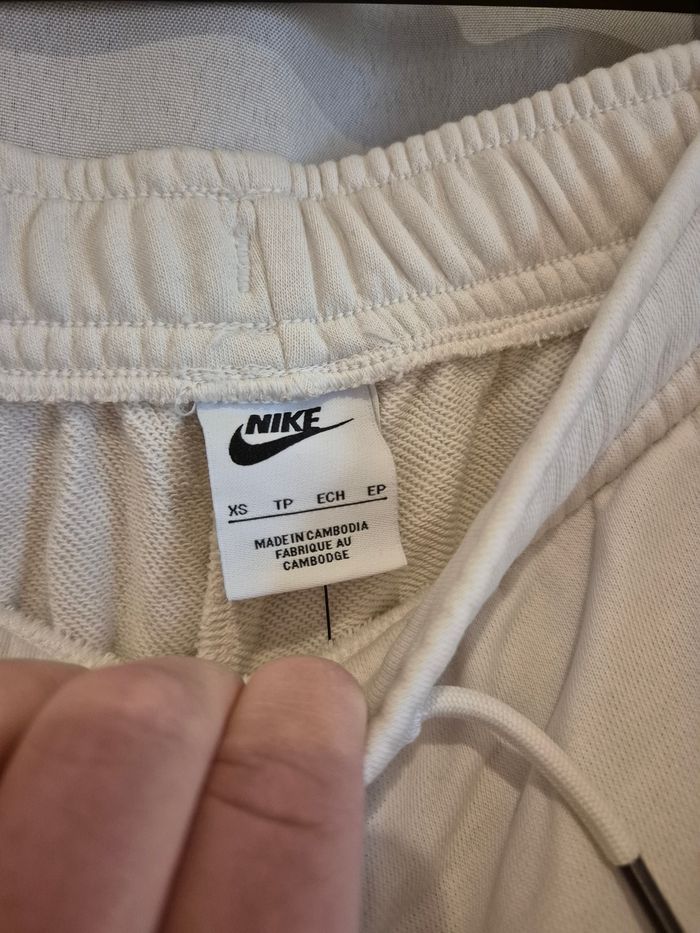 NIKE
XS TP ECH EP
MADE IN CAMBODIA
FABRIQUE AU
CAMBODGE